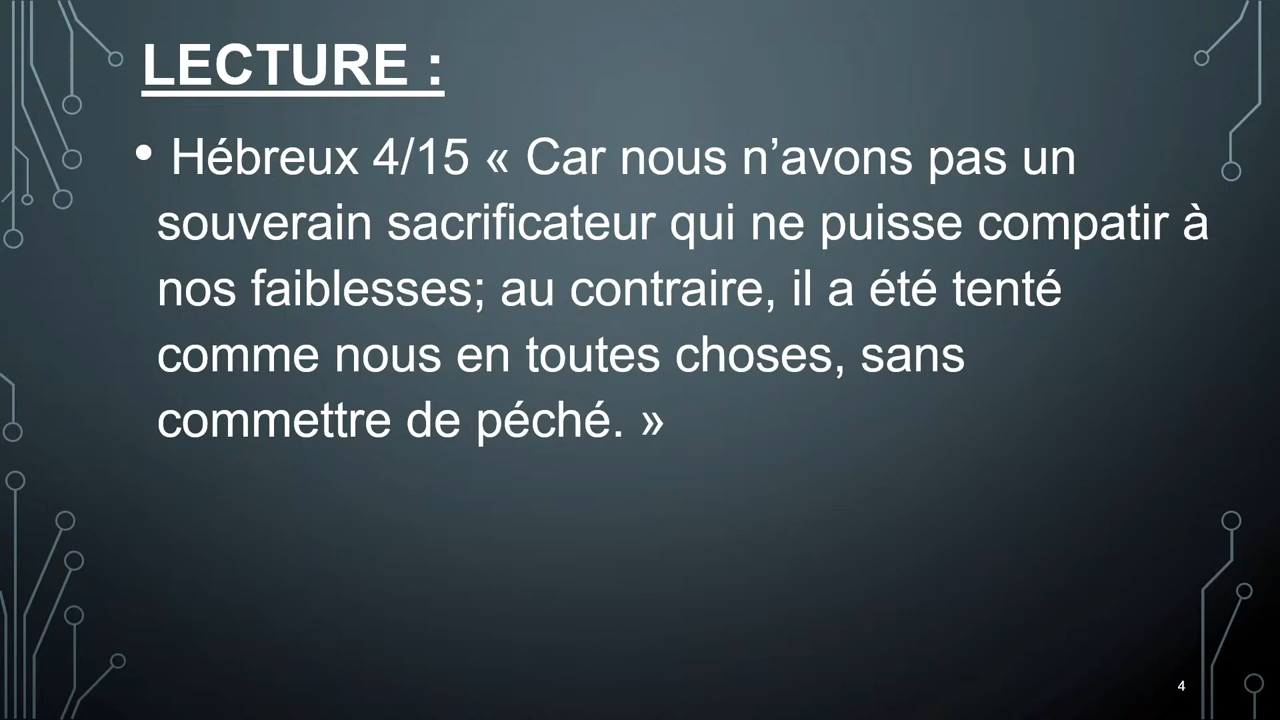 LECTURE :
• Hébreux 4/15 « Car nous n’avons pas un
souverain sacrificateur qui ne puisse compatir à
nos faiblesses; au contraire, il a été tenté
comme nous en toutes choses, sans
commettre de péché. »
4